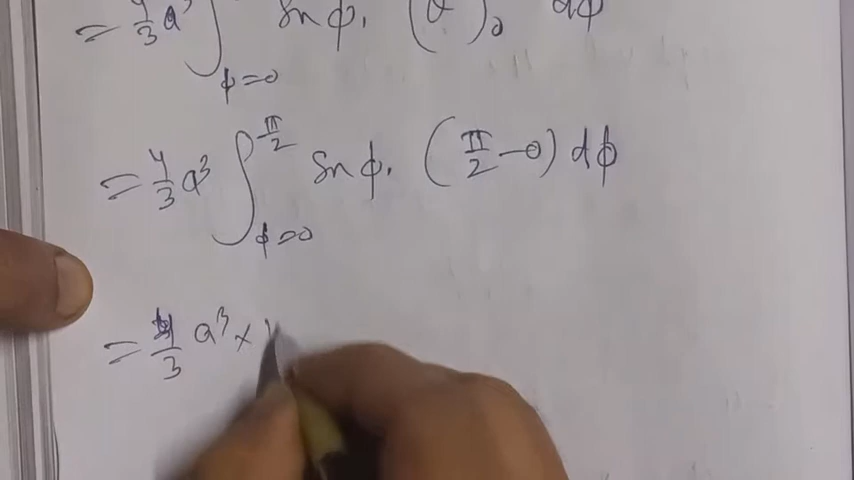 = 4/3 a³ ∫_{φ=0} sin φ. (θ)₀ dφ
= 4/3 a³ ∫_{φ=0}^{π/2} sin φ. (π/2 − 0) dφ
= 4/3 a³ ×